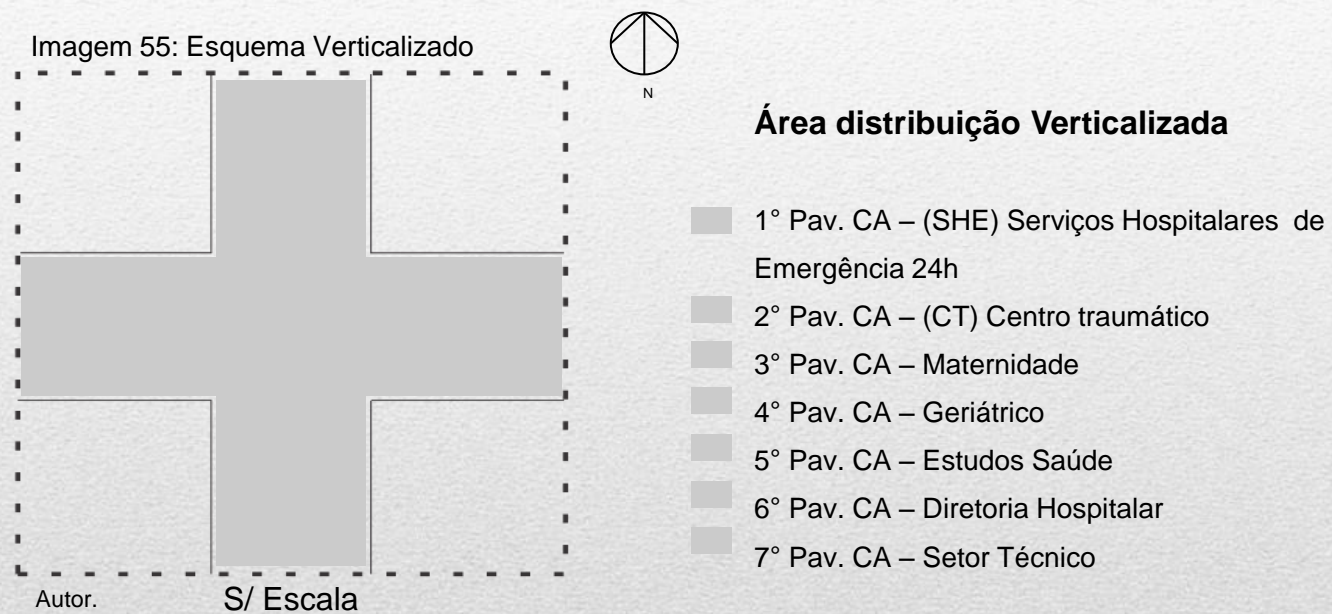 Imagem 55: Esquema Verticalizado
N
Área distribuição Verticalizada
1° Pav. CA – (SHE) Serviços Hospitalares de
Emergência 24h
2° Pav. CA – (CT) Centro traumático
3° Pav. CA – Maternidade
4° Pav. CA – Geriátrico
5° Pav. CA – Estudos Saúde
6° Pav. CA – Diretoria Hospitalar
7° Pav. CA – Setor Técnico
Autor.
S/ Escala